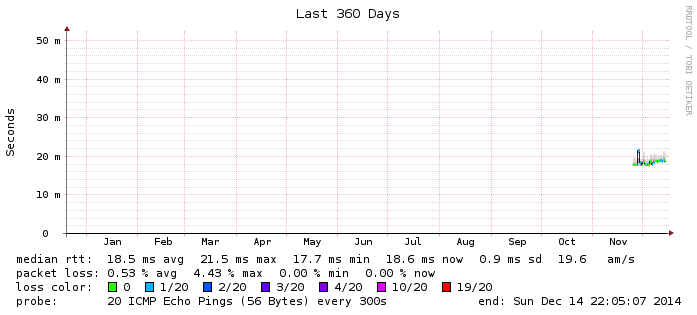 Last 360 Days
RRDTOOL / TOBI OETIKER
Seconds
50 m
40 m
30 m
20 m
10 m
0
Jan Feb Mar Apr May Jun Jul Aug Sep Oct Nov
median rtt: 18.5 ms avg 21.5 ms max 17.7 ms min 18.6 ms now 0.9 ms sd 19.6 am/s
packet loss: 0.53 % avg 4.43 % max 0.00 % min 0.00 % now
loss color: 0 1/20 2/20 3/20 4/20 10/20 19/20
probe: 20 ICMP Echo Pings (56 Bytes) every 300s end: Sun Dec 14 22:05:07 2014